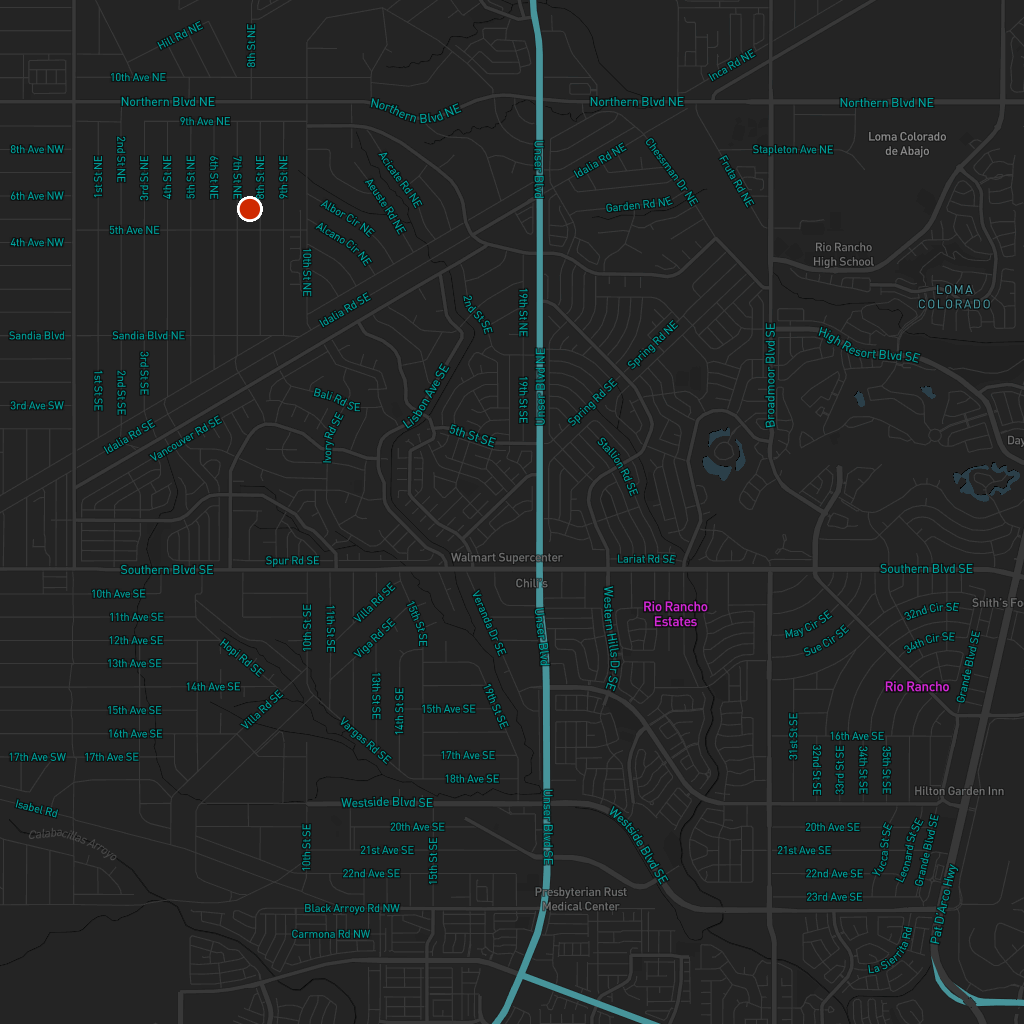 Hill Rd NE
8th St NE
Inca Rd NE
10th Ave NE
Northern Blvd NE
Northern Blvd NE
Northern Blvd NE
Northern Blvd NE
9th Ave NE
Loma Colorado
de Abajo
8th Ave NW
2nd St NE
Stapleton Ave NE
1st St NE
3rd St NE
4th St NE
5th St NE
6th St NE
7th St NE
8th St NE
9th St NE
Acirate Rd NE
Unser Blvd
Idalia Rd NE
Chessman Dr NE
Fruta Rd NE
6th Ave NW
Aeuste Rd NE
Garden Rd NE
Albor Cir NE
5th Ave NE
4th Ave NW
Alcano Cir NE
Rio Rancho
High School
10th St NE
LOMA
COLORADO
Idalia Rd SE
2nd St SE
19th St NE
Sandia Blvd
Sandia Blvd NE
Spring Rd NE
Broadmoor Blvd SE
High Resort Blvd SE
3rd St SE
1st St SE
2nd St SE
3rd Ave SW
Bali Rd SE
Lisbon Ave SE
19th St SE
Unser Blvd NE
Spring Rd SE
Idalia Rd SE
Vancouver Rd SE
Ivory Rd SE
5th St SE
Stallion Rd SE
Day
Walmart Supercenter
Spur Rd SE
Lariat Rd SE
Southern Blvd SE
Southern Blvd SE
Chili's
10th Ave SE
Villa Rd SE
Smith's Fo
11th Ave SE
10th St SE
11th St SE
15th St SE
Veranda Dr SE
Unser Blvd
Western Hills Dr SE
Rio Rancho
Estates
32nd Cir SE
May Cir SE
12th Ave SE
Viga Rd SE
Sue Cir SE
34th Cir SE
13th Ave SE
Hopi Rd SE
Grande Blvd SE
14th Ave SE
Rio Rancho
13th St SE
14th St SE
19th St SE
Villa Rd SE
15th Ave SE
15th Ave SE
16th Ave SE
Vargas Rd SE
31st St SE
16th Ave SE
17th Ave SW
17th Ave SE
17th Ave SE
32nd St SE
33rd St SE
34th St SE
35th St SE
18th Ave SE
Hilton Garden Inn
Isabel Rd
Westside Blvd SE
Unser Blvd SE
Westside Blvd SE
Calabacillas Arroyo
10th St SE
20th Ave SE
15th St SE
20th Ave SE
Yucca St SE
Leonard St SE
Grande Blvd SE
21st Ave SE
21st Ave SE
22nd Ave SE
22nd Ave SE
Presbyterian Rust
Medical Center
23rd Ave SE
Black Arroyo Rd NW
Pat D'Arco Hwy
Carmona Rd NW
La Sierrita Rd